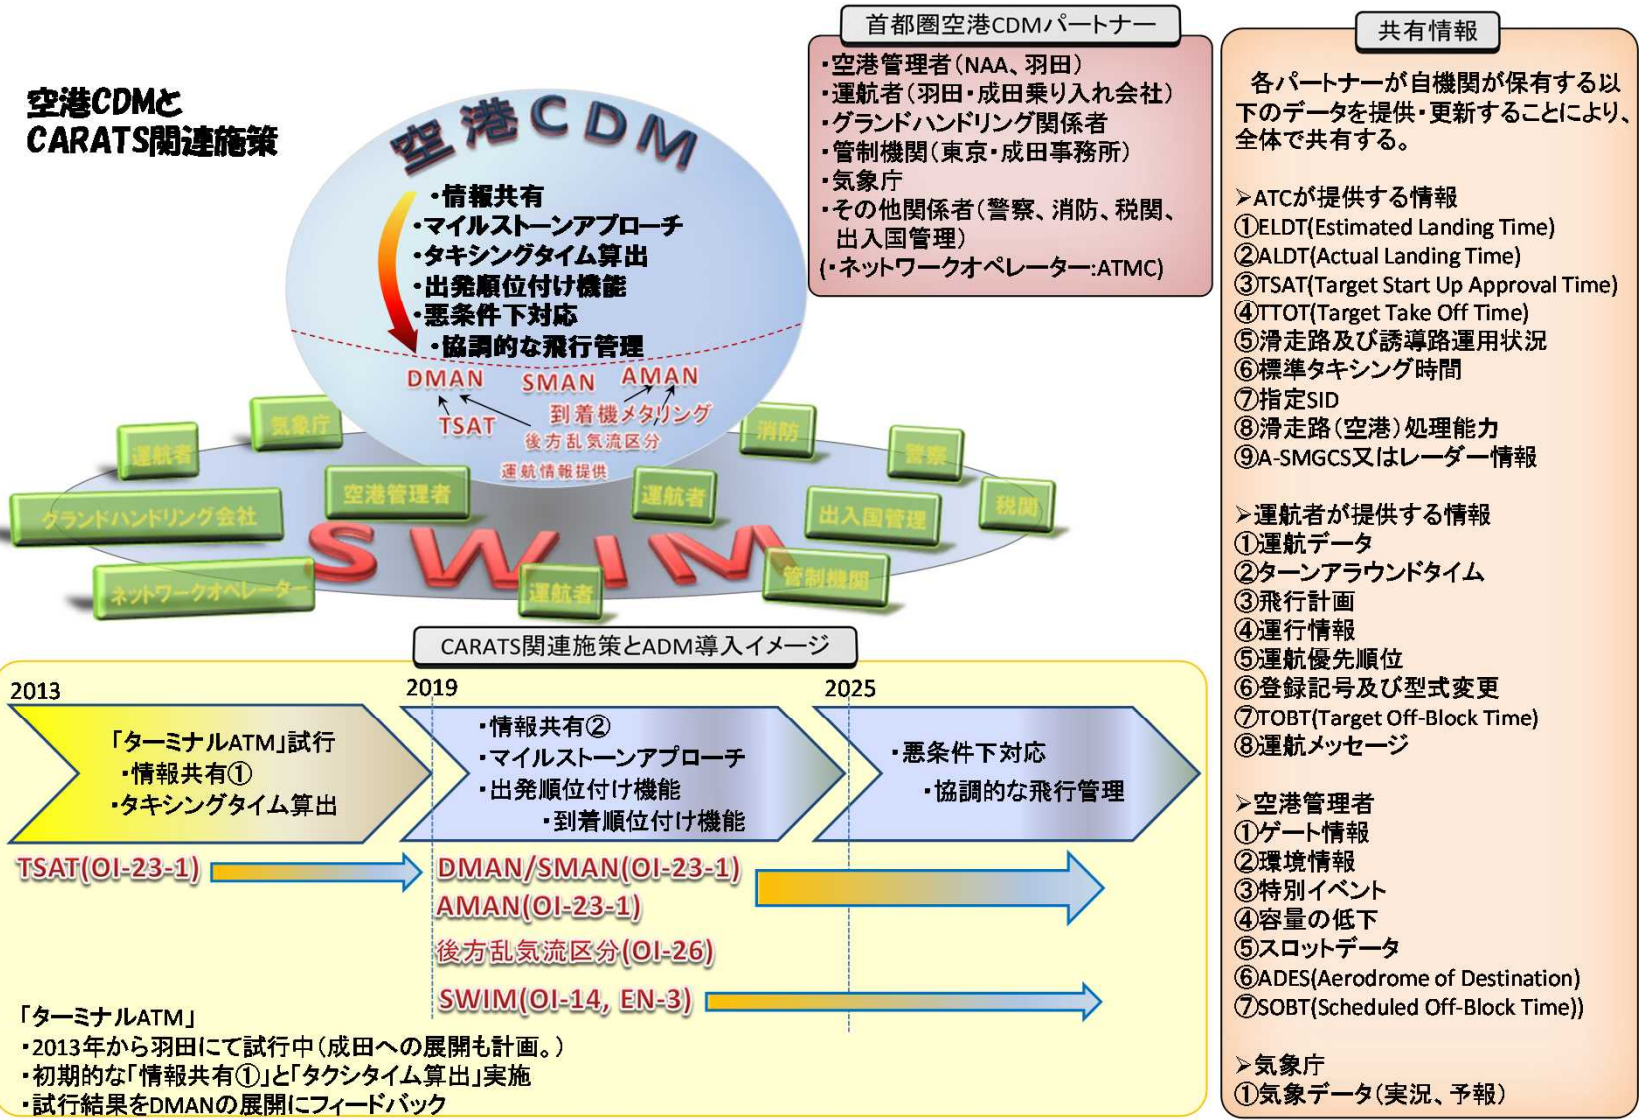 空港CDMと
CARATS関連施策
空港CDM
・情報共有
・マイルストーンアプローチ
・タキシングタイム算出
・出発順位付け機能
・悪条件下対応
・協調的な飛行管理
DMAN
SMAN
AMAN
TSAT
到着機メタリング
後方乱気流区分
運航情報提供
運航者
気象庁
消防
警察
税関
グランドハンドリング会社
空港管理者
運航者
出入国管理
SWIM
ネットワークオペレーター
運航者
管制機関
首都圏空港CDMパートナー
・空港管理者(NAA、羽田)
・運航者(羽田・成田乗り入れ会社)
・グランドハンドリング関係者
・管制機関(東京・成田事務所)
・気象庁
・その他関係者(警察、消防、税関、
出入国管理)
(・ネットワークオペレーター:ATMC)
共有情報
各パートナーが自機関が保有する以
下のデータを提供・更新することにより、
全体で共有する。
➢ATCが提供する情報
①ELDT(Estimated Landing Time)
②ALDT(Actual Landing Time)
③TSAT(Target Start Up Approval Time)
④TTOT(Target Take Off Time)
⑤滑走路及び誘導路運用状況
⑥標準タキシング時間
⑦指定SID
⑧滑走路(空港)処理能力
⑨A-SMGCS又はレーダー情報
➢運航者が提供する情報
①運航データ
②ターンアラウンドタイム
③飛行計画
④運行情報
⑤運航優先順位
⑥登録記号及び型式変更
⑦TOBT(Target Off-Block Time)
⑧運航メッセージ
➢空港管理者
①ゲート情報
②環境情報
③特別イベント
④容量の低下
⑤スロットデータ
⑥ADES(Aerodrome of Destination)
⑦SOBT(Scheduled Off-Block Time))
➢気象庁
①気象データ(実況、予報)
CARATS関連施策とADM導入イメージ
2013
2019
2025
「ターミナルATM」試行
・情報共有①
・タキシングタイム算出
・情報共有②
・マイルストーンアプローチ
・出発順位付け機能
・到着順位付け機能
・悪条件下対応
・協調的な飛行管理
TSAT(OI-23-1)
DMAN/SMAN(OI-23-1)
AMAN(OI-23-1)
後方乱気流区分(OI-26)
SWIM(OI-14, EN-3)
「ターミナルATM」
・2013年から羽田にて試行中(成田への展開も計画。)
・初期的な「情報共有①」と「タクシタイム算出」実施
・試行結果をDMANの展開にフィードバック